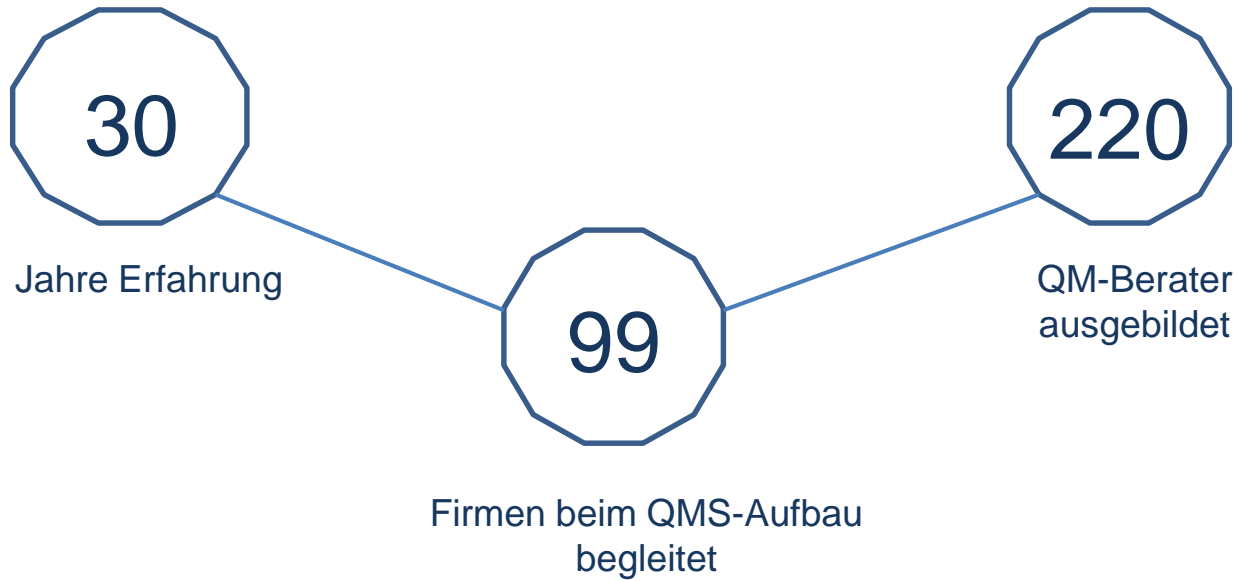 30
Jahre Erfahrung
99
Firmen beim QMS-Aufbau
begleitet
220
QM-Berater
ausgebildet